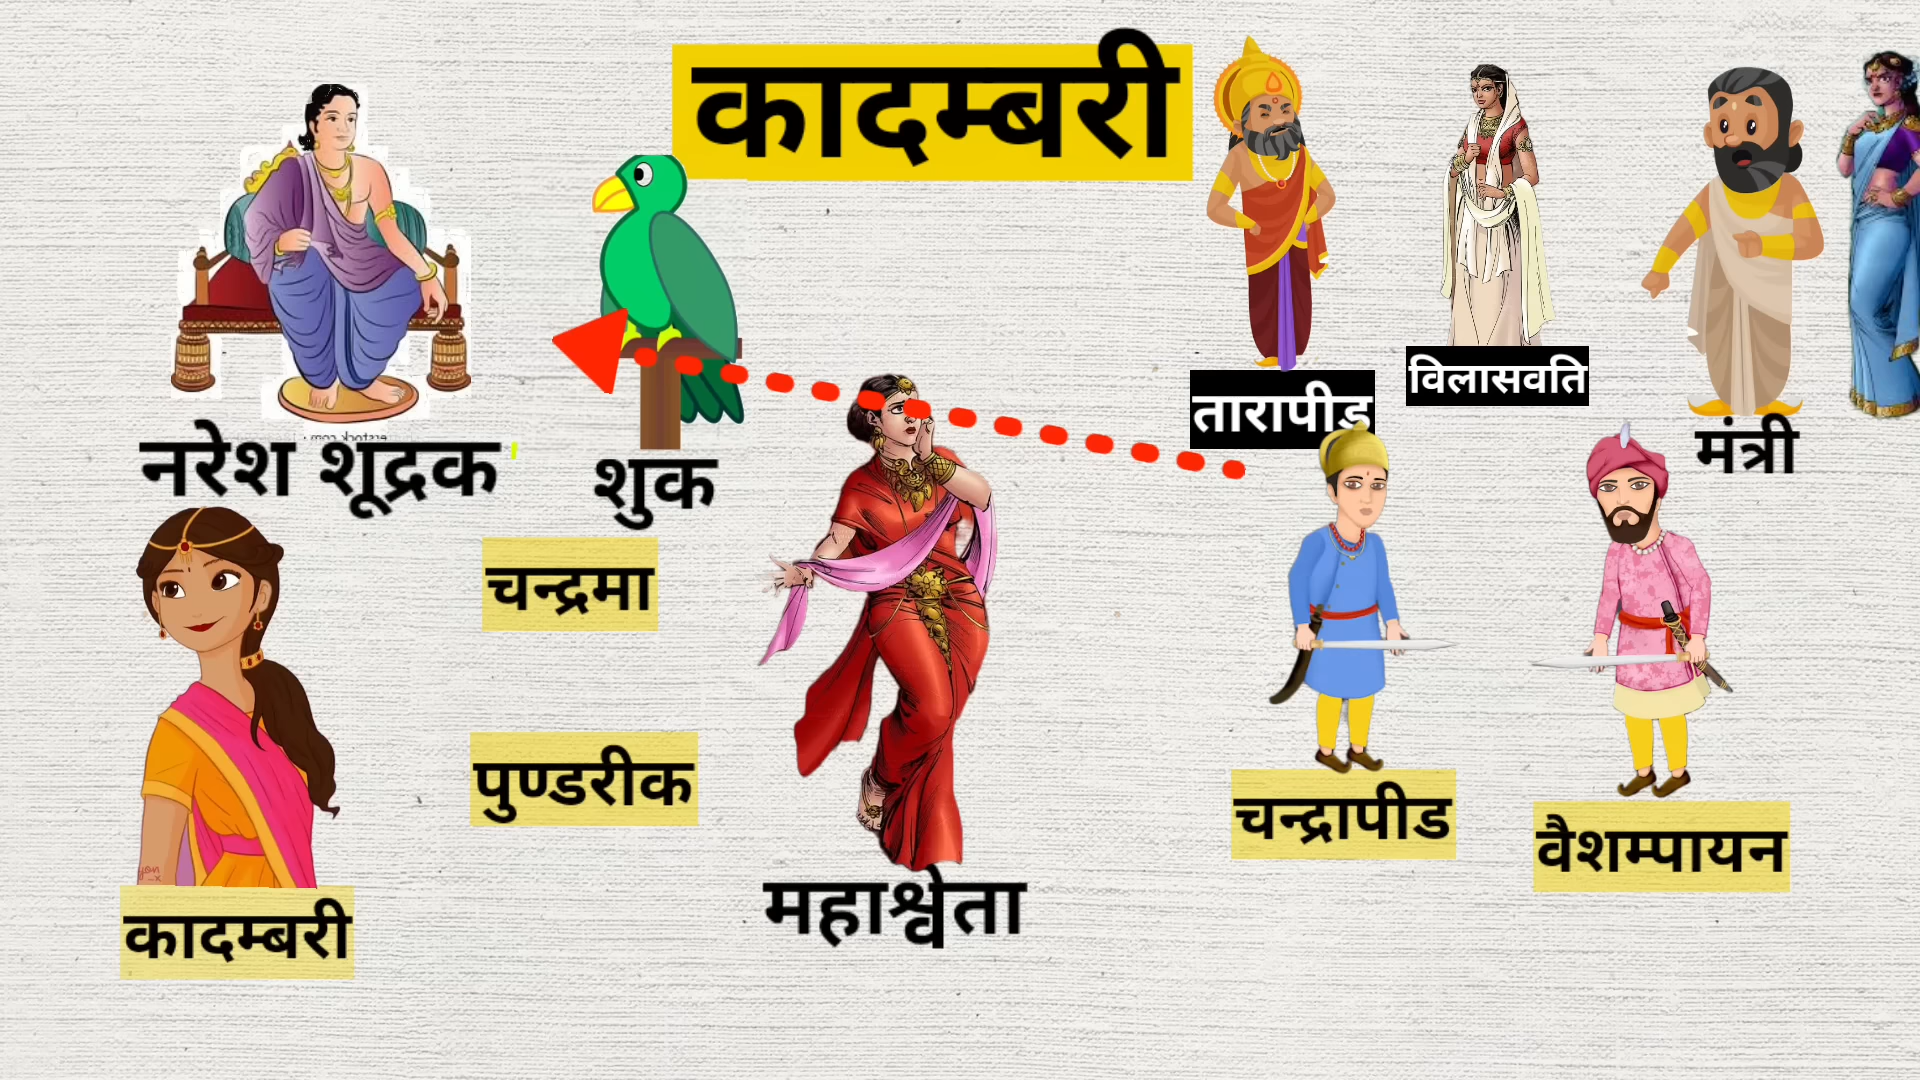 कादम्बरी
तारापीड
विलासवति
मंत्री
नरेश शूद्रक
शुक
चन्द्रमा
पुण्डरीक
महाश्वेता
चन्द्रापीड
वैशम्पायन
कादम्बरी